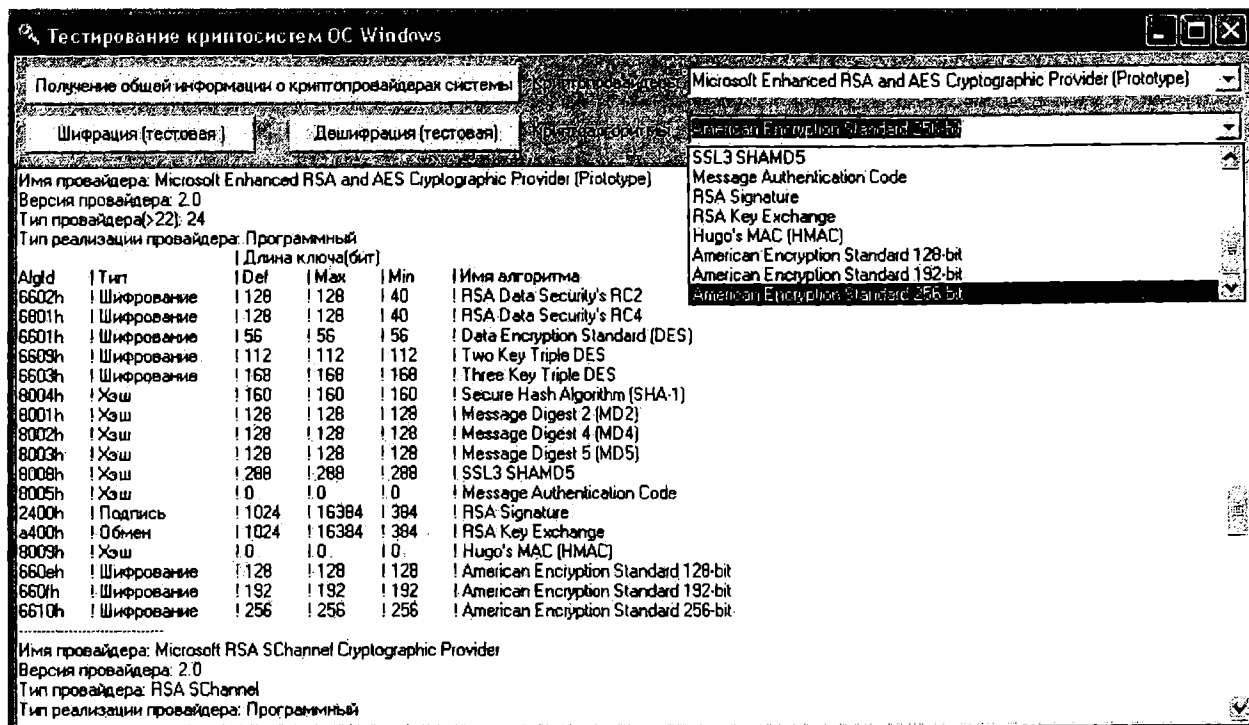 Тестирование криптосистем ОС Windows
Получение общей информации о криптопровайдерах системы
Криптопровайдеры
Microsoft Enhanced RSA and AES Cryptographic Provider (Prototype)
Шифрация (тестовая )
Дешифрация (тестовая)
Криптоалгоритмы
American Encryption Standard 256-bit
SSL3 SHAMD5
Message Authentication Code
RSA Signature
RSA Key Exchange
Hugo's MAC (HMAC)
American Encryption Standard 128-bit
American Encryption Standard 192-bit
American Encryption Standard 256-bit
Имя провайдера: Microsoft Enhanced RSA and AES Cryptographic Provider (Prototype)
Версия провайдера: 2.0
Тип провайдера(>22): 24
Тип реализации провайдера: Программный
| Длина ключа(бит)
AlgId | Тип | Def | Max | Min | Имя алгоритма
6602h ! Шифрование ! 128 ! 128 ! 40 ! RSA Data Security's RC2
6801h ! Шифрование ! 128 ! 128 ! 40 ! RSA Data Security's RC4
6601h ! Шифрование ! 56 ! 56 ! 56 ! Data Encryption Standard (DES)
6609h ! Шифрование ! 112 ! 112 ! 112 ! Two Key Triple DES
6603h ! Шифрование ! 168 ! 168 ! 168 ! Three Key Triple DES
8004h ! Хэш ! 160 ! 160 ! 160 ! Secure Hash Algorithm (SHA-1)
8001h ! Хэш ! 128 ! 128 ! 128 ! Message Digest 2 (MD2)
8002h ! Хэш ! 128 ! 128 ! 128 ! Message Digest 4 (MD4)
8003h ! Хэш ! 128 ! 128 ! 128 ! Message Digest 5 (MD5)
8008h ! Хэш ! 288 ! 288 ! 288 ! SSL3 SHAMD5
8005h ! Хэш ! 0 ! 0 ! 0 ! Message Authentication Code
2400h ! Подпись ! 1024 ! 16384 ! 384 ! RSA Signature
a400h ! Обмен ! 1024 ! 16384 ! 384 ! RSA Key Exchange
8009h ! Хэш ! 0 ! 0 ! 0 ! Hugo's MAC (HMAC)
660eh ! Шифрование ! 128 ! 128 ! 128 ! American Encryption Standard 128-bit
660fh ! Шифрование ! 192 ! 192 ! 192 ! American Encryption Standard 192-bit
6610h ! Шифрование ! 256 ! 256 ! 256 ! American Encryption Standard 256-bit
Имя провайдера: Microsoft RSA SChannel Cryptographic Provider
Версия провайдера: 2.0
Тип провайдера: RSA SChannel
Тип реализации провайдера: Программный